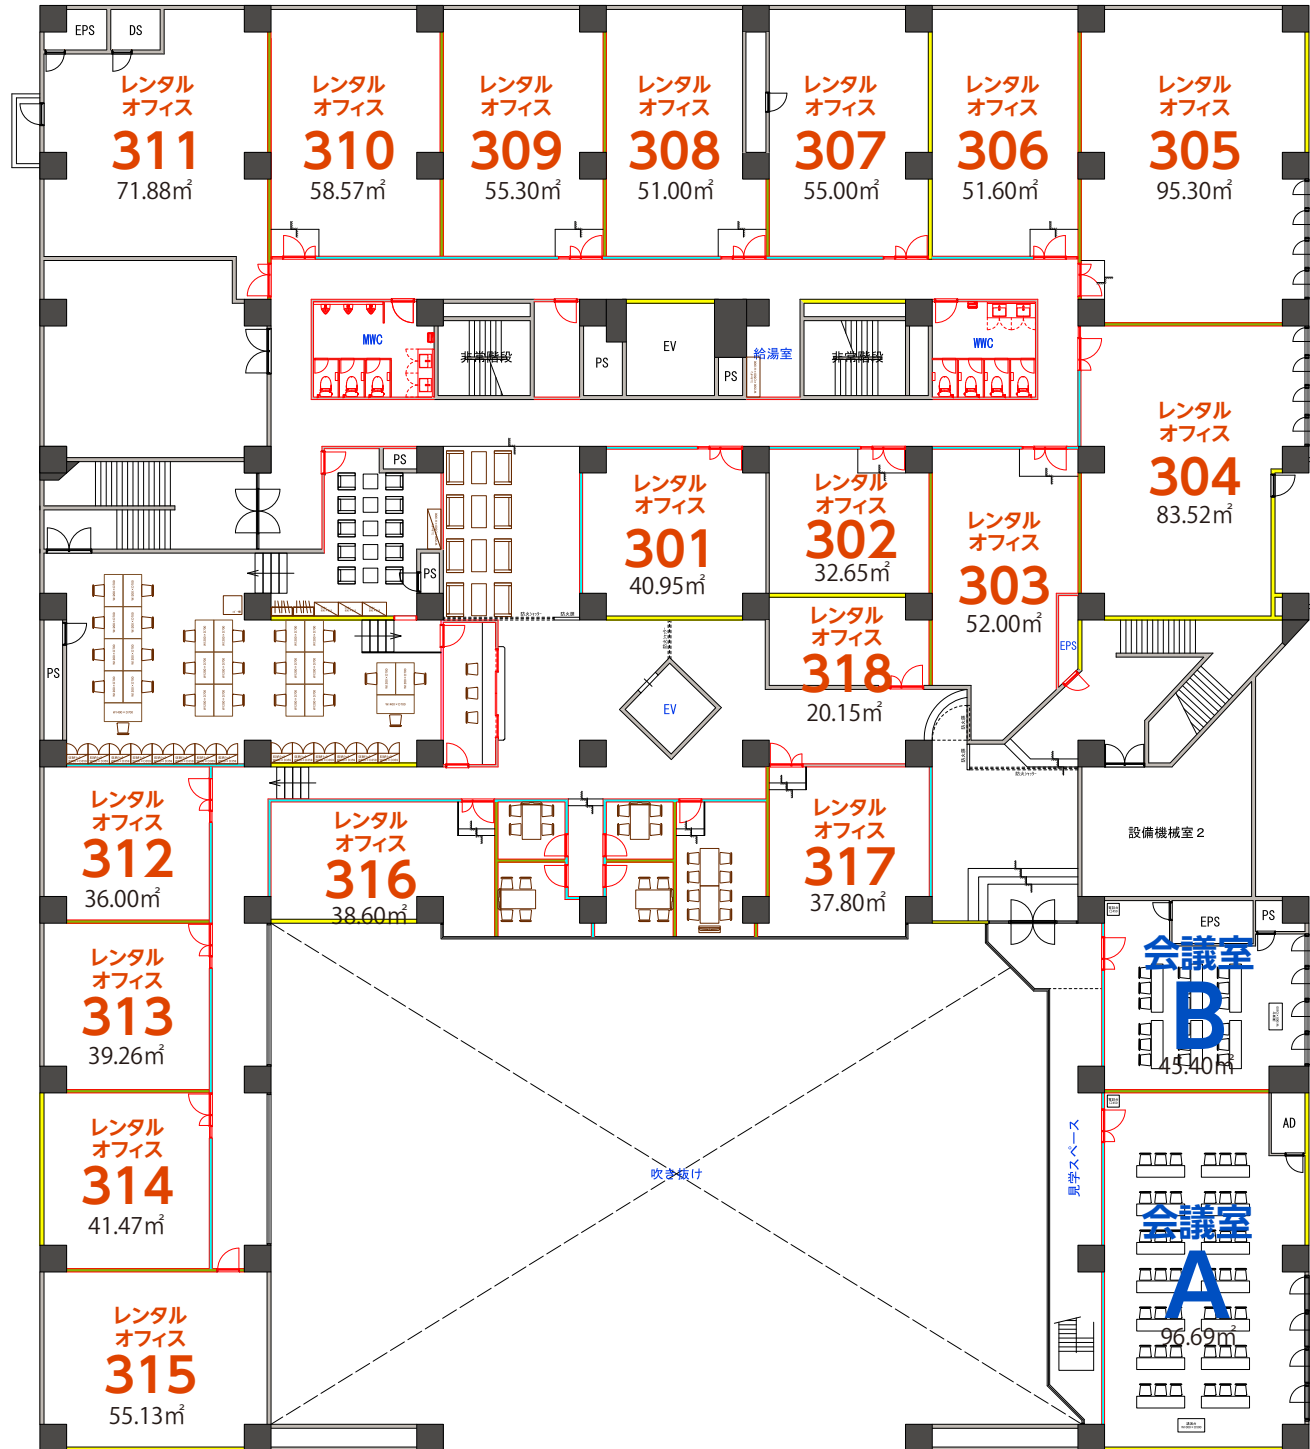 EPS
DS
レンタル
オフィス
311
71.88㎡
レンタル
オフィス
310
58.57㎡
レンタル
オフィス
309
55.30㎡
レンタル
オフィス
308
51.00㎡
レンタル
オフィス
307
55.00㎡
レンタル
オフィス
306
51.60㎡
レンタル
オフィス
305
95.30㎡
MWC
非常階段
PS
EV
PS
給湯室
非常階段
WWC
レンタル
オフィス
304
83.52㎡
PS
PS
レンタル
オフィス
301
40.95㎡
レンタル
オフィス
302
32.65㎡
レンタル
オフィス
303
52.00㎡
EPS
レンタル
オフィス
318
20.15㎡
PS
EV
レンタル
オフィス
312
36.00㎡
レンタル
オフィス
316
38.60㎡
レンタル
オフィス
317
37.80㎡
設備機械室2
EPS
PS
会議室
B
45.40㎡
レンタル
オフィス
313
39.26㎡
レンタル
オフィス
314
41.47㎡
吹き抜け
見学スペース
AD
会議室
A
96.69㎡
レンタル
オフィス
315
55.13㎡